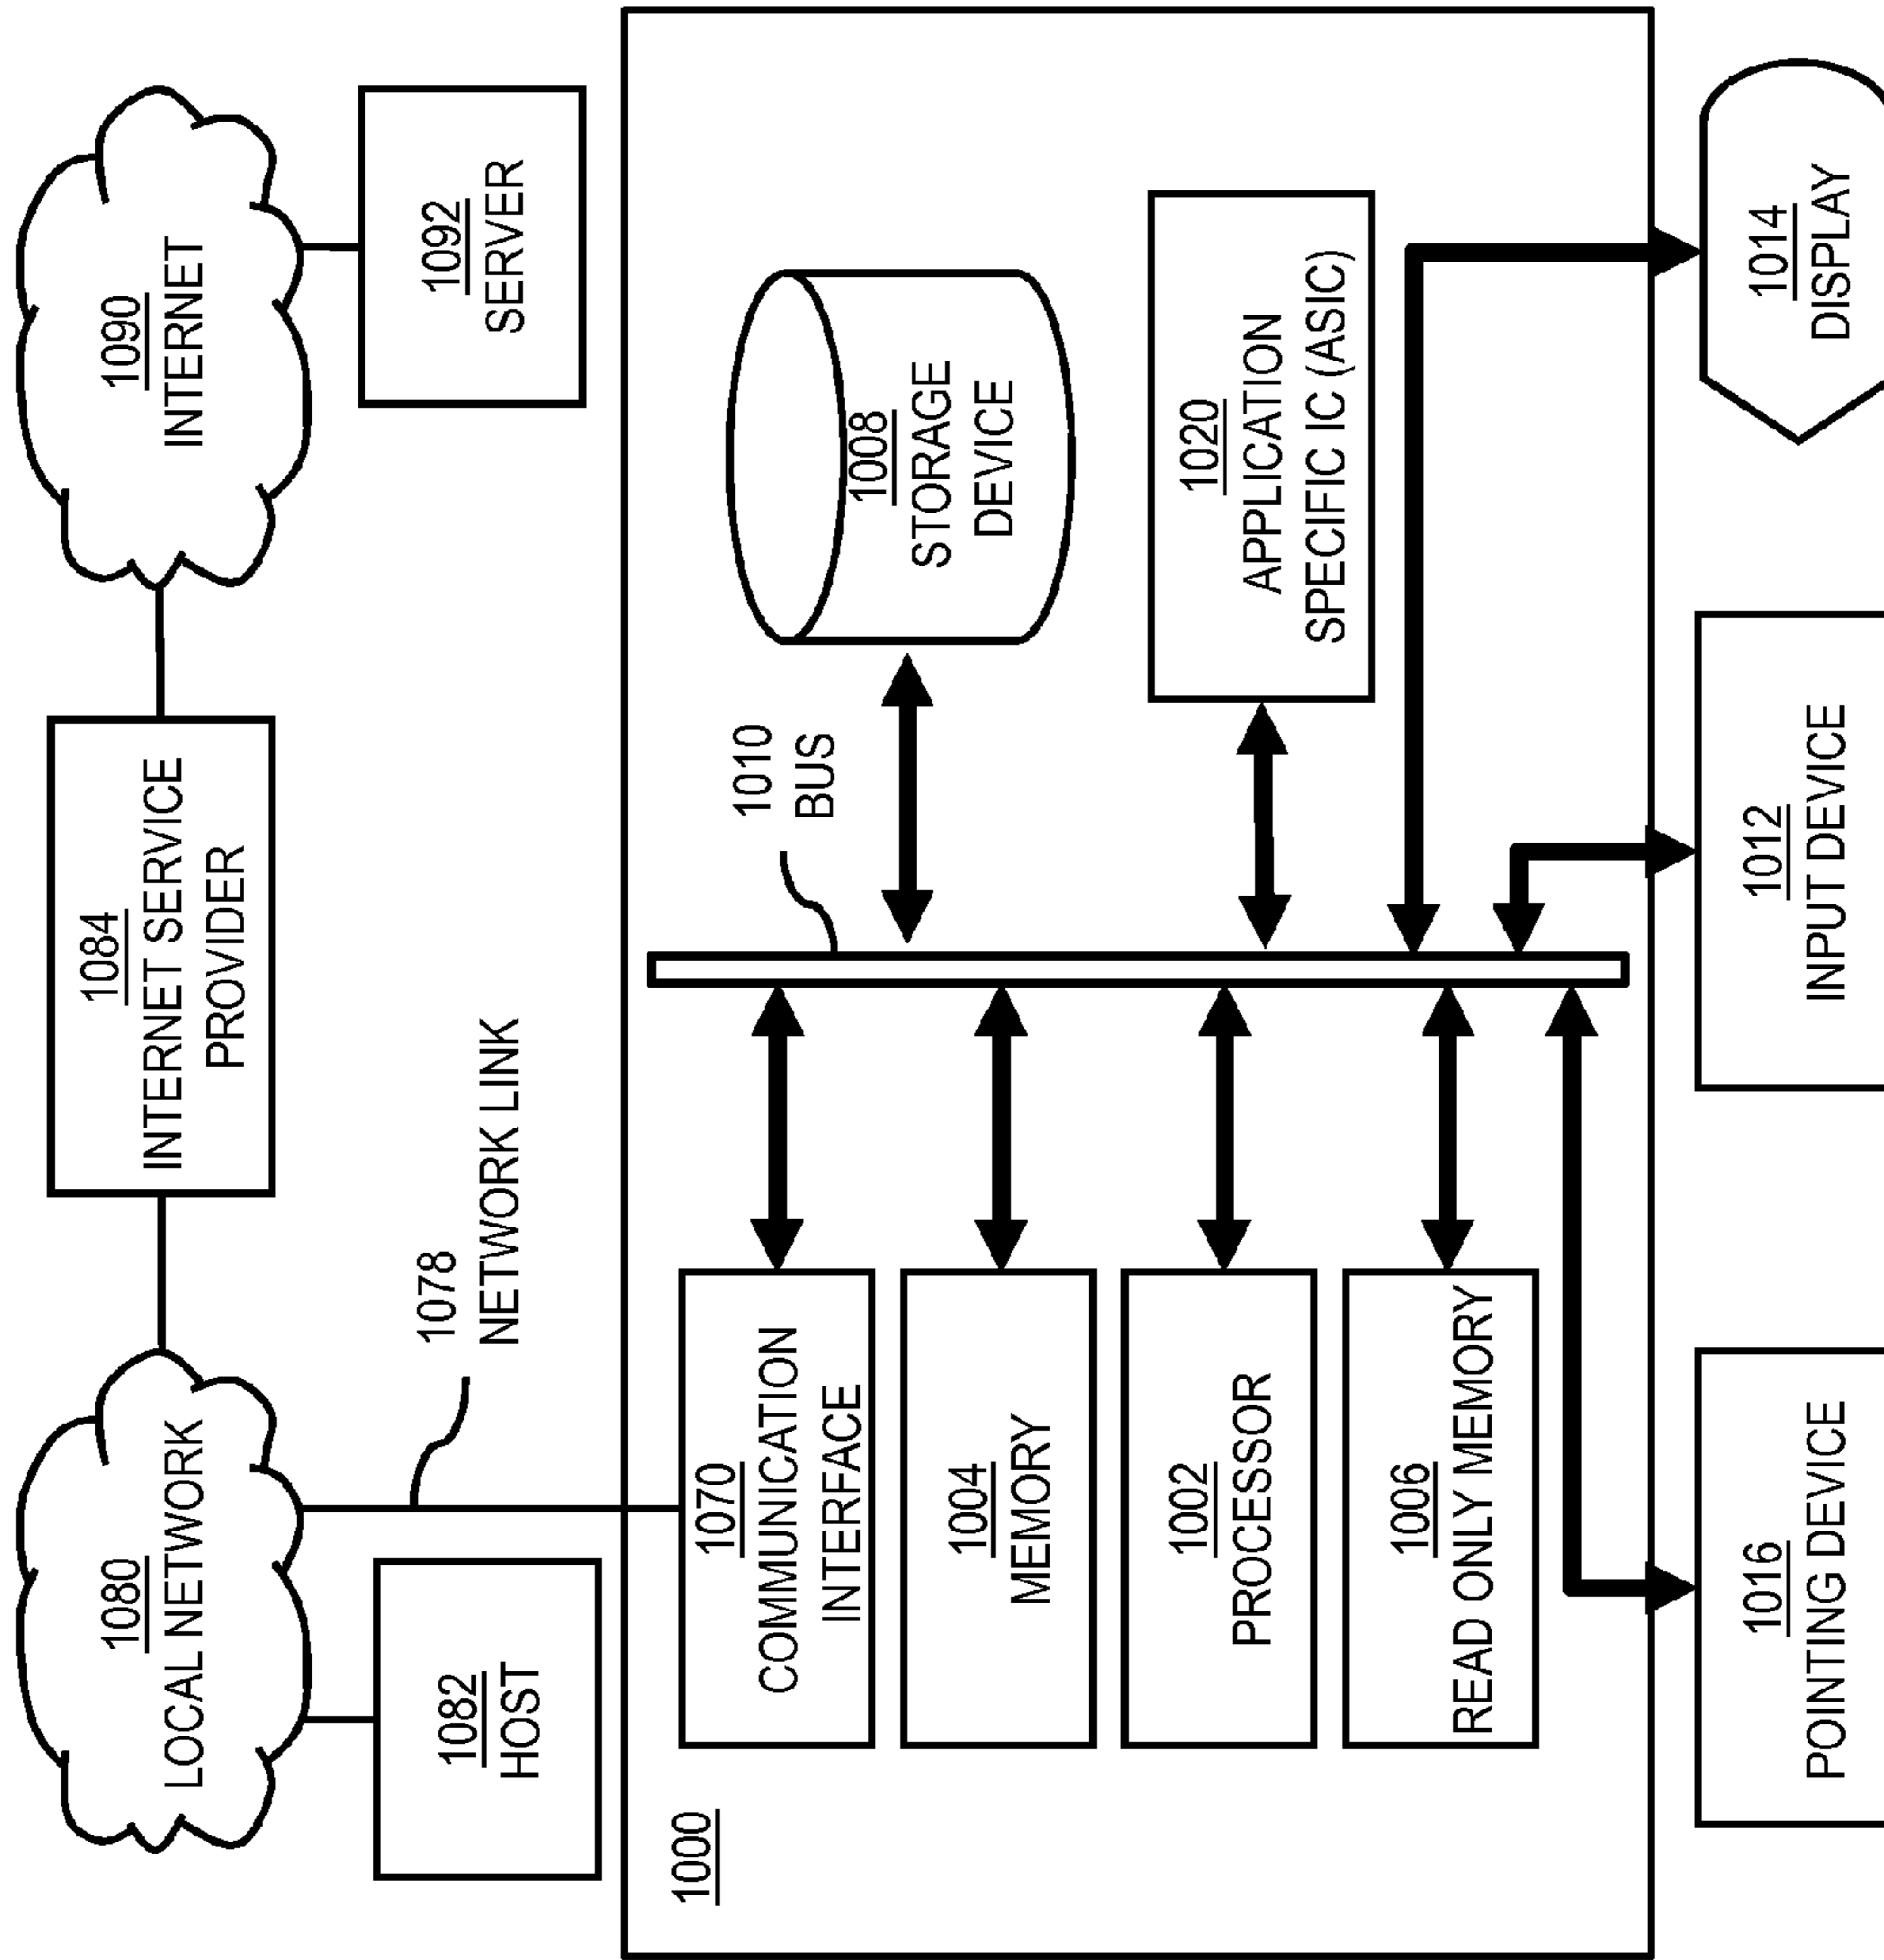 1080
LOCAL NETWORK
1084
INTERNET SERVICE
PROVIDER
1090
INTERNET
1082
HOST
1078
NETWORK LINK
1092
SERVER
1000
1070
COMMUNICATION
INTERFACE
1010
BUS
1008
STORAGE
DEVICE
1004
MEMORY
1002
PROCESSOR
1020
APPLICATION
SPECIFIC IC (ASIC)
1006
READ ONLY MEMORY
1016
POINTING DEVICE
1012
INPUT DEVICE
1014
DISPLAY